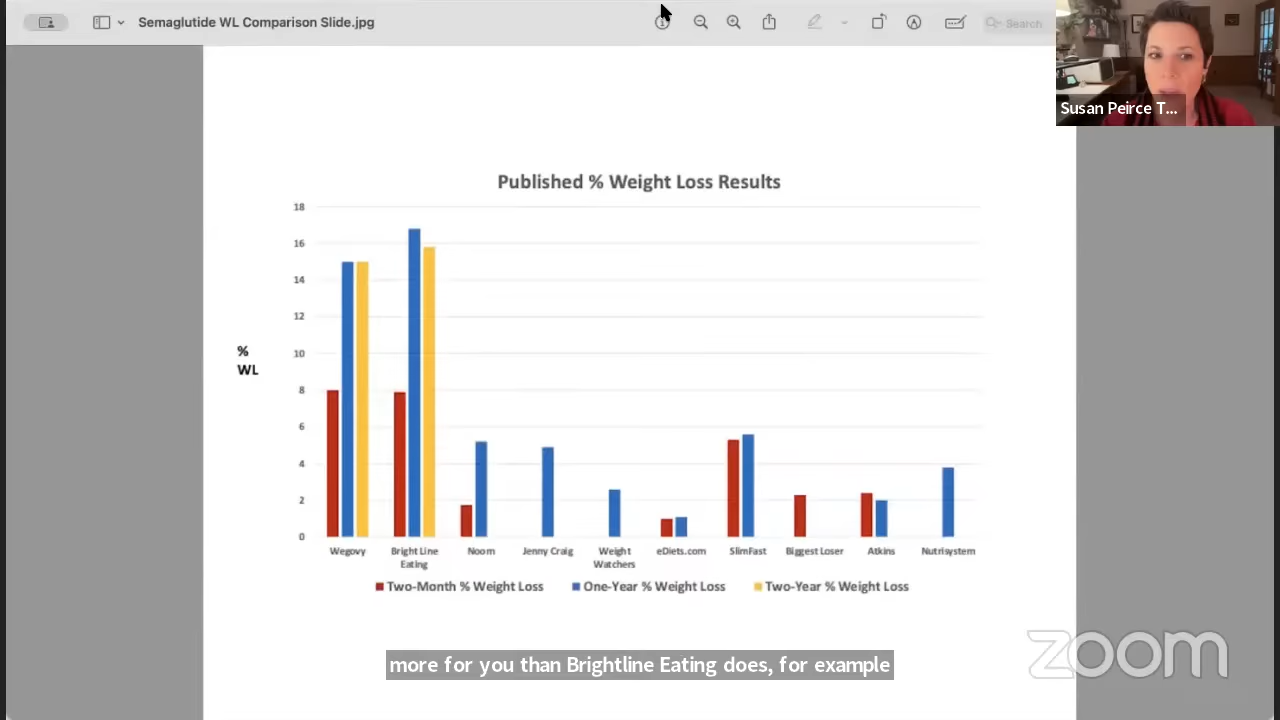 Semaglutide WL Comparison Slide.jpg
Search
Susan Peirce T...
Published % Weight Loss Results
18
16
14
12
10
8
6
4
2
0
%
WL
Wegovy
Bright Line
Eating
Noom
Jenny Craig
Weight
Watchers
eDiets.com
SlimFast
Biggest Loser
Atkins
Nutrisystem
Two-Month % Weight Loss
One-Year % Weight Loss
Two-Year % Weight Loss
more for you than Brightline Eating does, for example
zoom